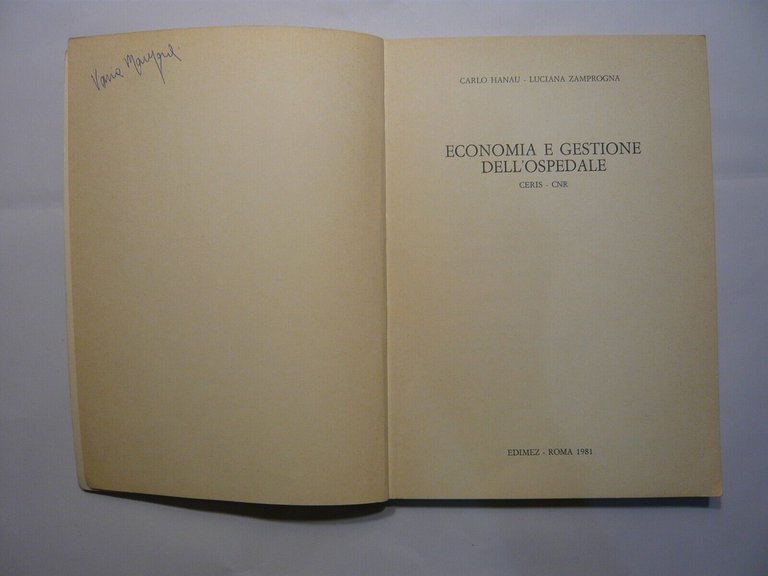 CARLO HANAU - LUCIANA ZAMPROGNA
ECONOMIA E GESTIONE
DELL'OSPEDALE
CERIS - CNR
EDIMEZ - ROMA 1981